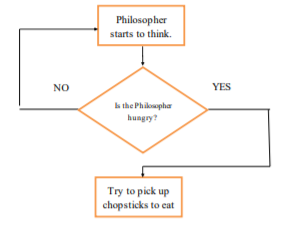 Philosopher
starts to think.
NO
YES
Is the Philosopher
hungry?
Try to pick up
chopsticks to eat